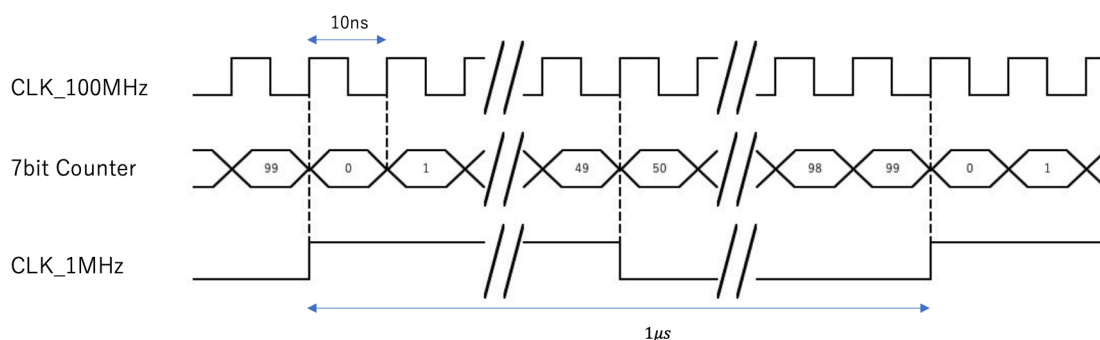 10ns
CLK_100MHz
7bit Counter
99 0 1 49 50 98 99 0 1
CLK_1MHz
1μs